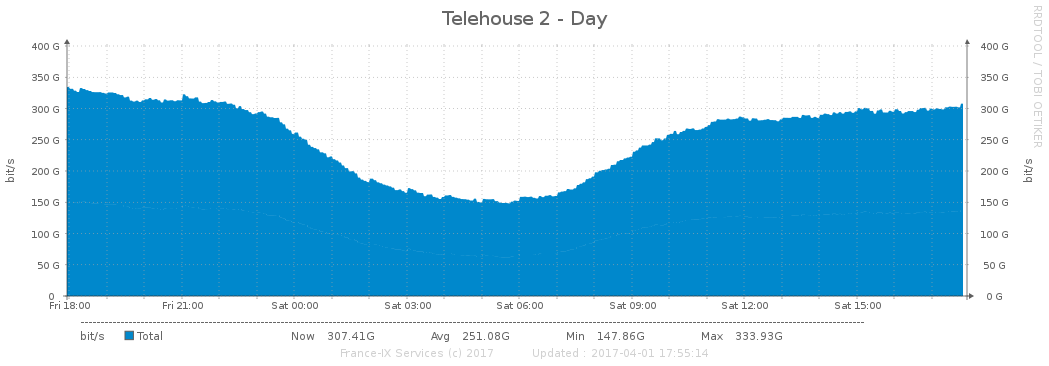 Telehouse 2 - Day
RRDTOOL / TOBI OETIKER
bit/s
400 G 400 G
350 G 350 G
300 G 300 G
250 G 250 G
200 G 200 G
150 G 150 G
100 G 100 G
50 G 50 G
0 0 G
bit/s
Fri 18:00 Fri 21:00 Sat 00:00 Sat 03:00 Sat 06:00 Sat 09:00 Sat 12:00 Sat 15:00
bit/s Total Now 307.41G Avg 251.08G Min 147.86G Max 333.93G
France-IX Services (c) 2017 Updated : 2017-04-01 17:55:14